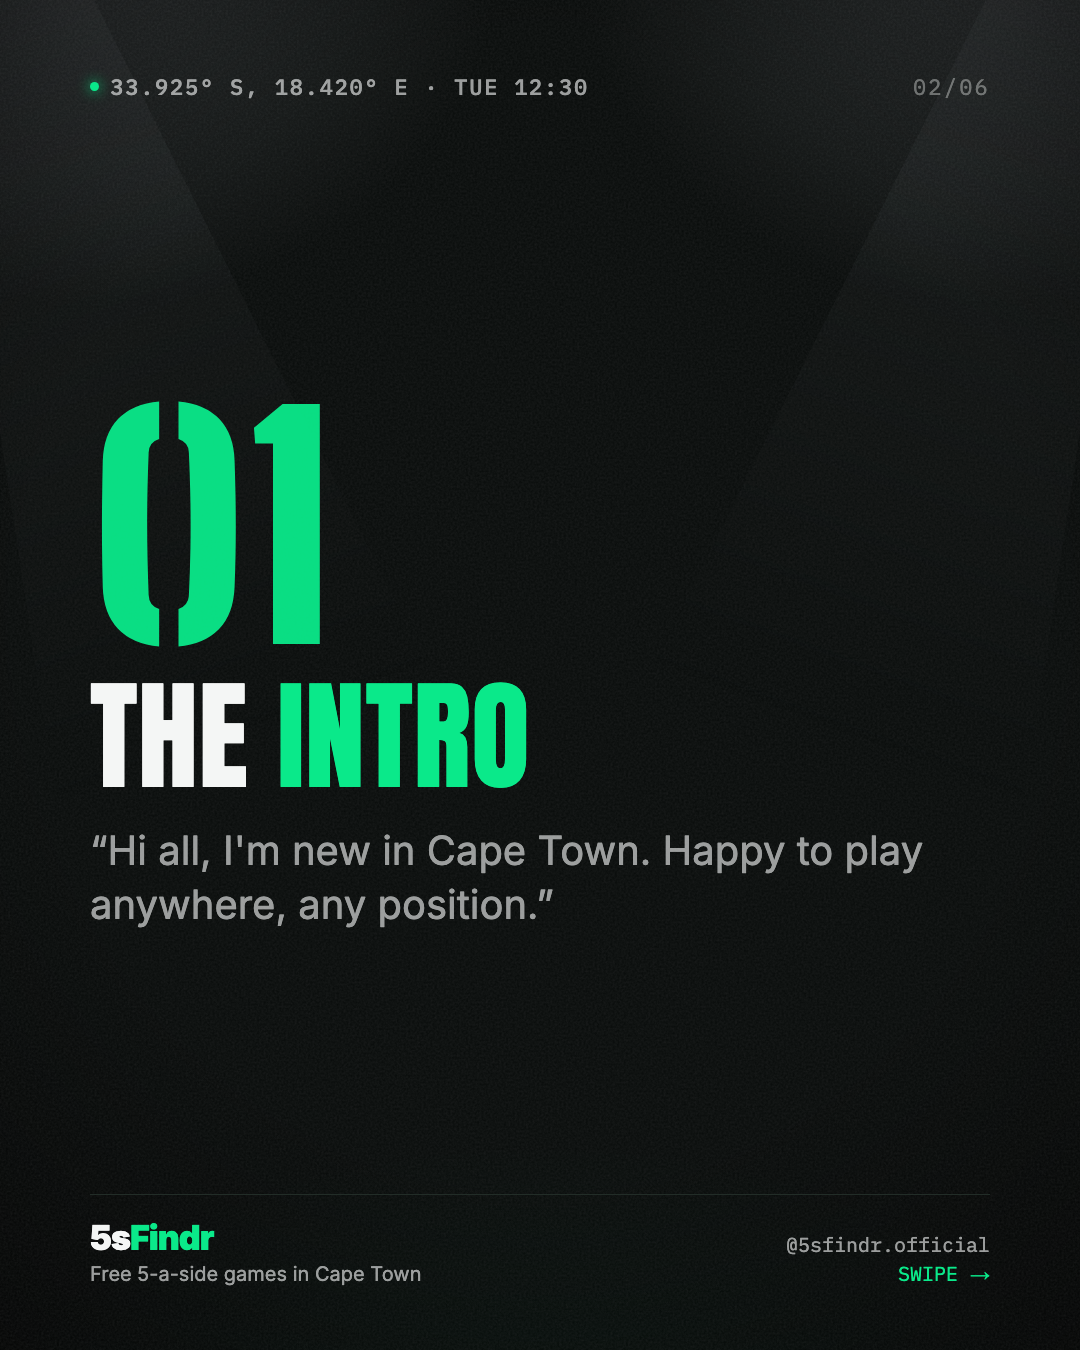 33.925° S, 18.420° E · TUE 12:30
02/06
01
THE INTRO
“Hi all, I'm new in Cape Town. Happy to play
anywhere, any position.”
5sFindr
Free 5-a-side games in Cape Town
@5sfindr.official
SWIPE →